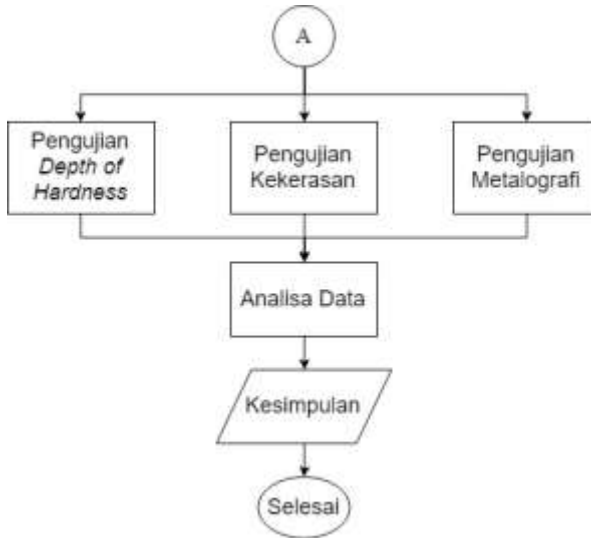 A
Pengujian
Depth of
Hardness
Pengujian
Kekerasan
Pengujian
Metalografi
Analisa Data
Kesimpulan
Selesai